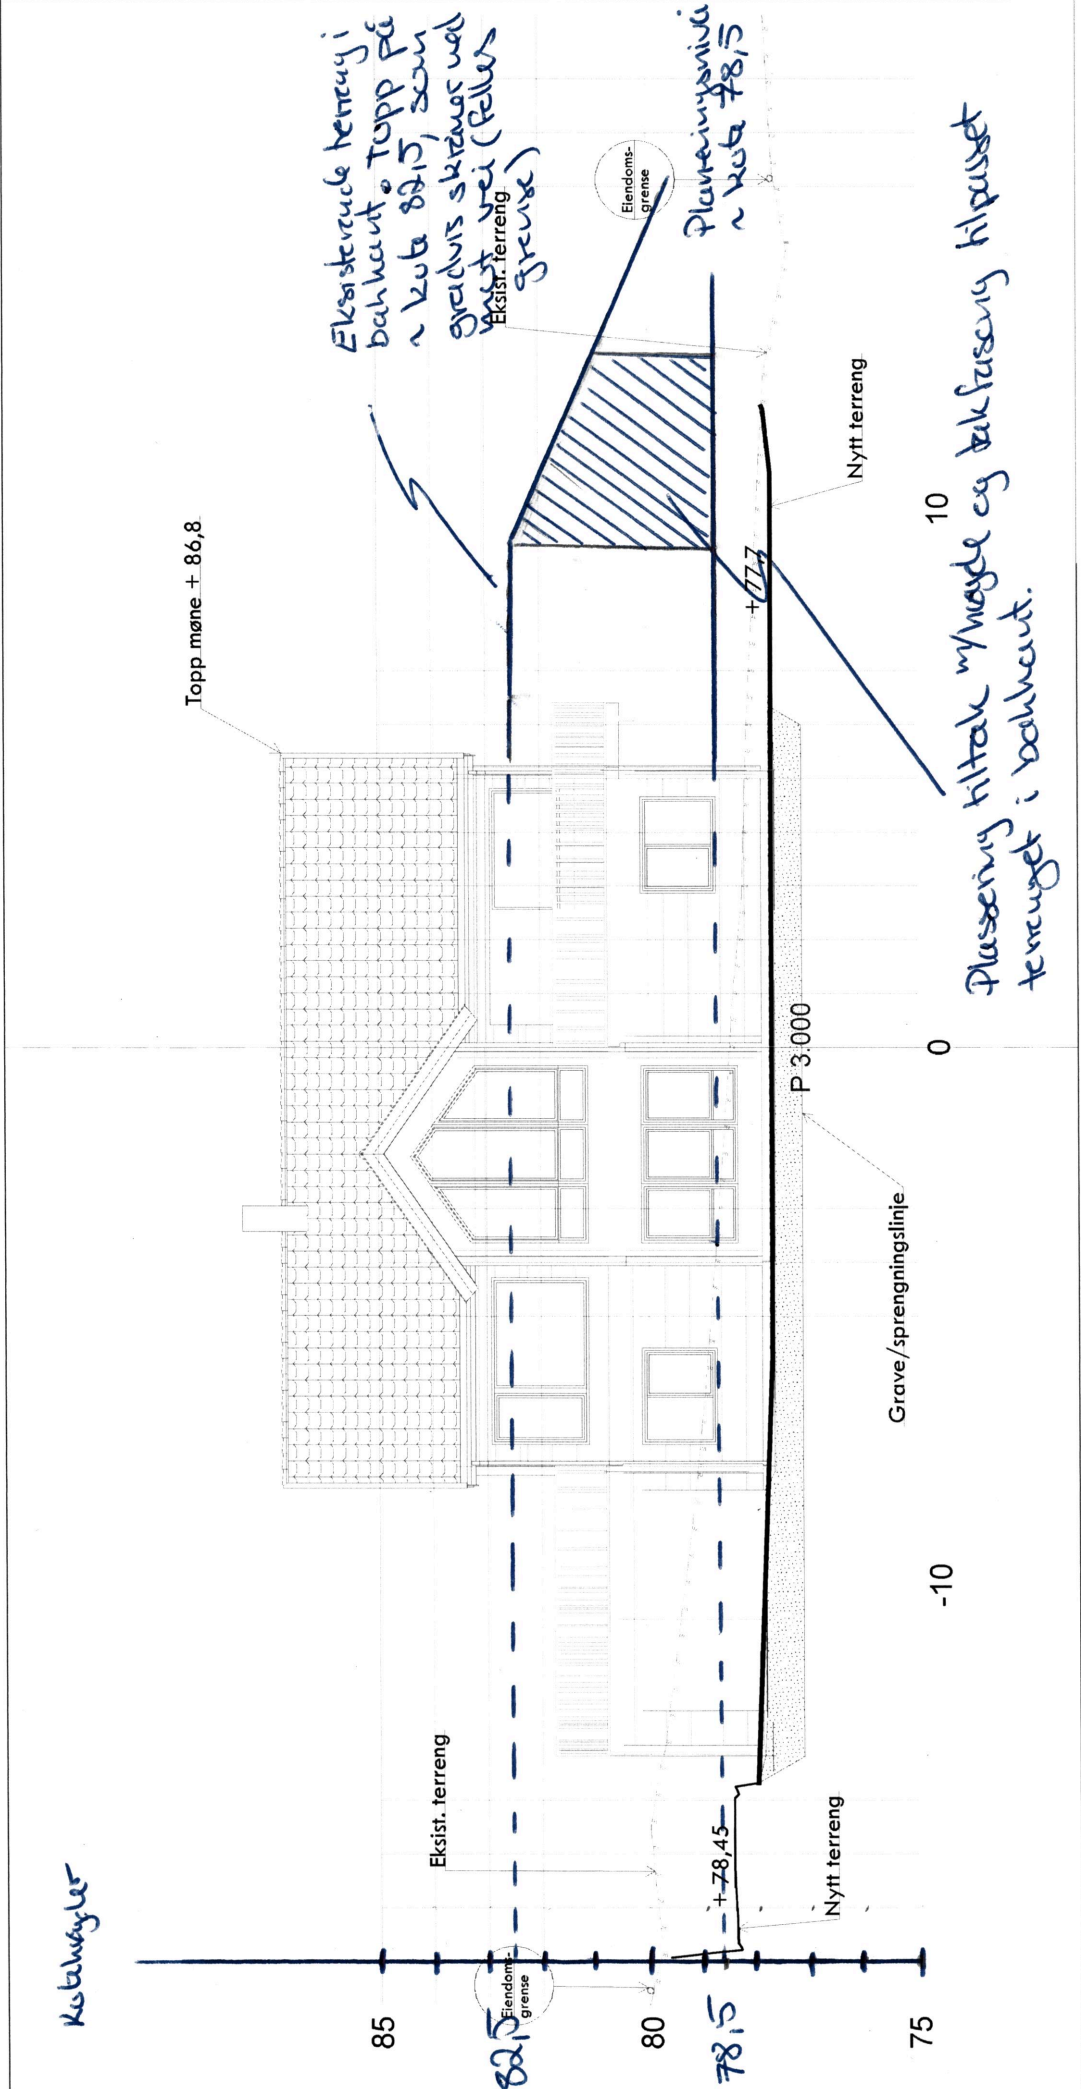 Kotehøyder
Eksisterende terreng i
bakkant. Topp på
~ kote 82,5, som
gradvis skråner ned
mot vei (felles
grense)
Planeringsnivå
~ kote 78,5
Plassering tiltak m/høyde og takfasong tilpasset
terrenget i bakkant.
Topp møne + 86,8
Eksist. terreng
Eiendoms-
grense
Nytt terreng
+ 77,7
P 3.000
Grave/sprengningslinje
Eksist. terreng
+ 78,45
Nytt terreng
Eiendoms-
grense
85
82,5
80
78,5
75
-10
0
10